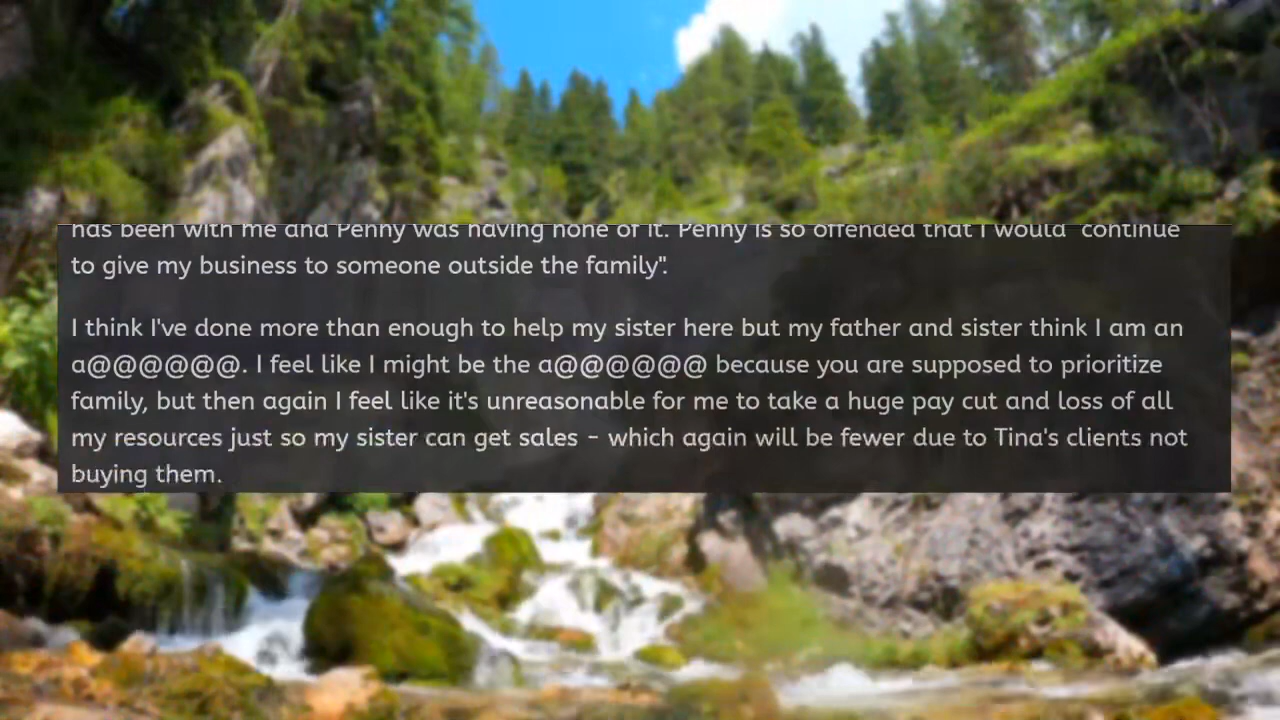 has been with me and Penny was having none of it. Penny is so offended that I would "continue
to give my business to someone outside the family".
I think I've done more than enough to help my sister here but my father and sister think I am an
a@@@@@@. I feel like I might be the a@@@@@@ because you are supposed to prioritize
family, but then again I feel like it's unreasonable for me to take a huge pay cut and loss of all
my resources just so my sister can get sales - which again will be fewer due to Tina's clients not
buying them.